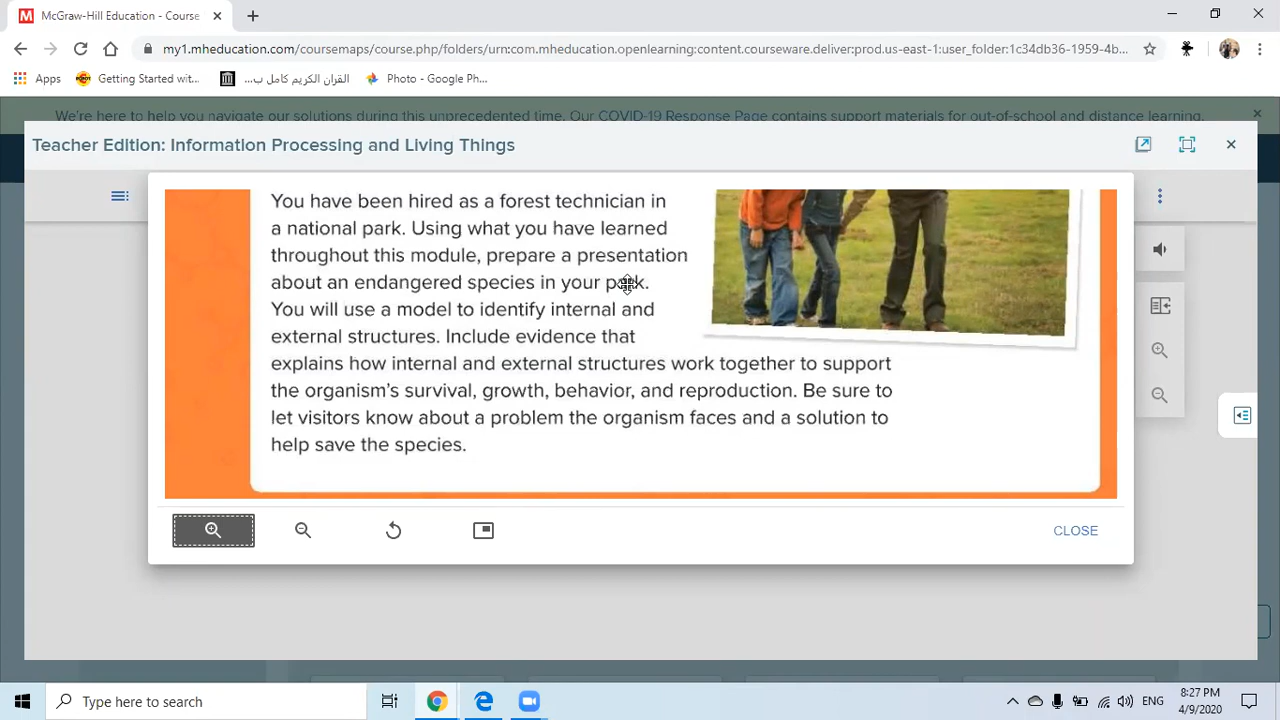 McGraw-Hill Education - Course
my1.mheducation.com/coursemaps/course.php/folders/urn:com.mheducation.openlearning:content.courseware.deliver:prod.us-east-1:user_folder:1c34db36-1959-4b...
Apps
Getting Started wit...
القران الكريم كامل ب...
Photo - Google Ph...
We're here to help you navigate our solutions during this unprecedented time. Our COVID-19 Response Page contains support materials for out-of-school and distance learning.
Teacher Edition: Information Processing and Living Things
You have been hired as a forest technician in
a national park. Using what you have learned
throughout this module, prepare a presentation
about an endangered species in your park.
You will use a model to identify internal and
external structures. Include evidence that
explains how internal and external structures work together to support
the organism's survival, growth, behavior, and reproduction. Be sure to
let visitors know about a problem the organism faces and a solution to
help save the species.
CLOSE
Type here to search
ENG
8:27 PM
4/9/2020